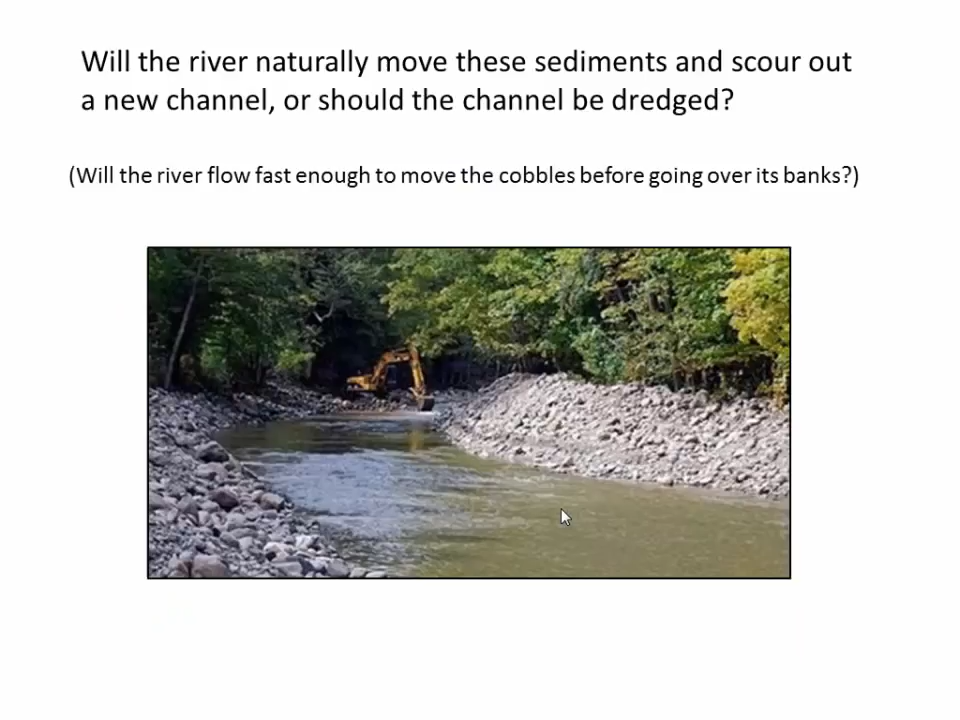 Will the river naturally move these sediments and scour out
a new channel, or should the channel be dredged?
(Will the river flow fast enough to move the cobbles before going over its banks?)